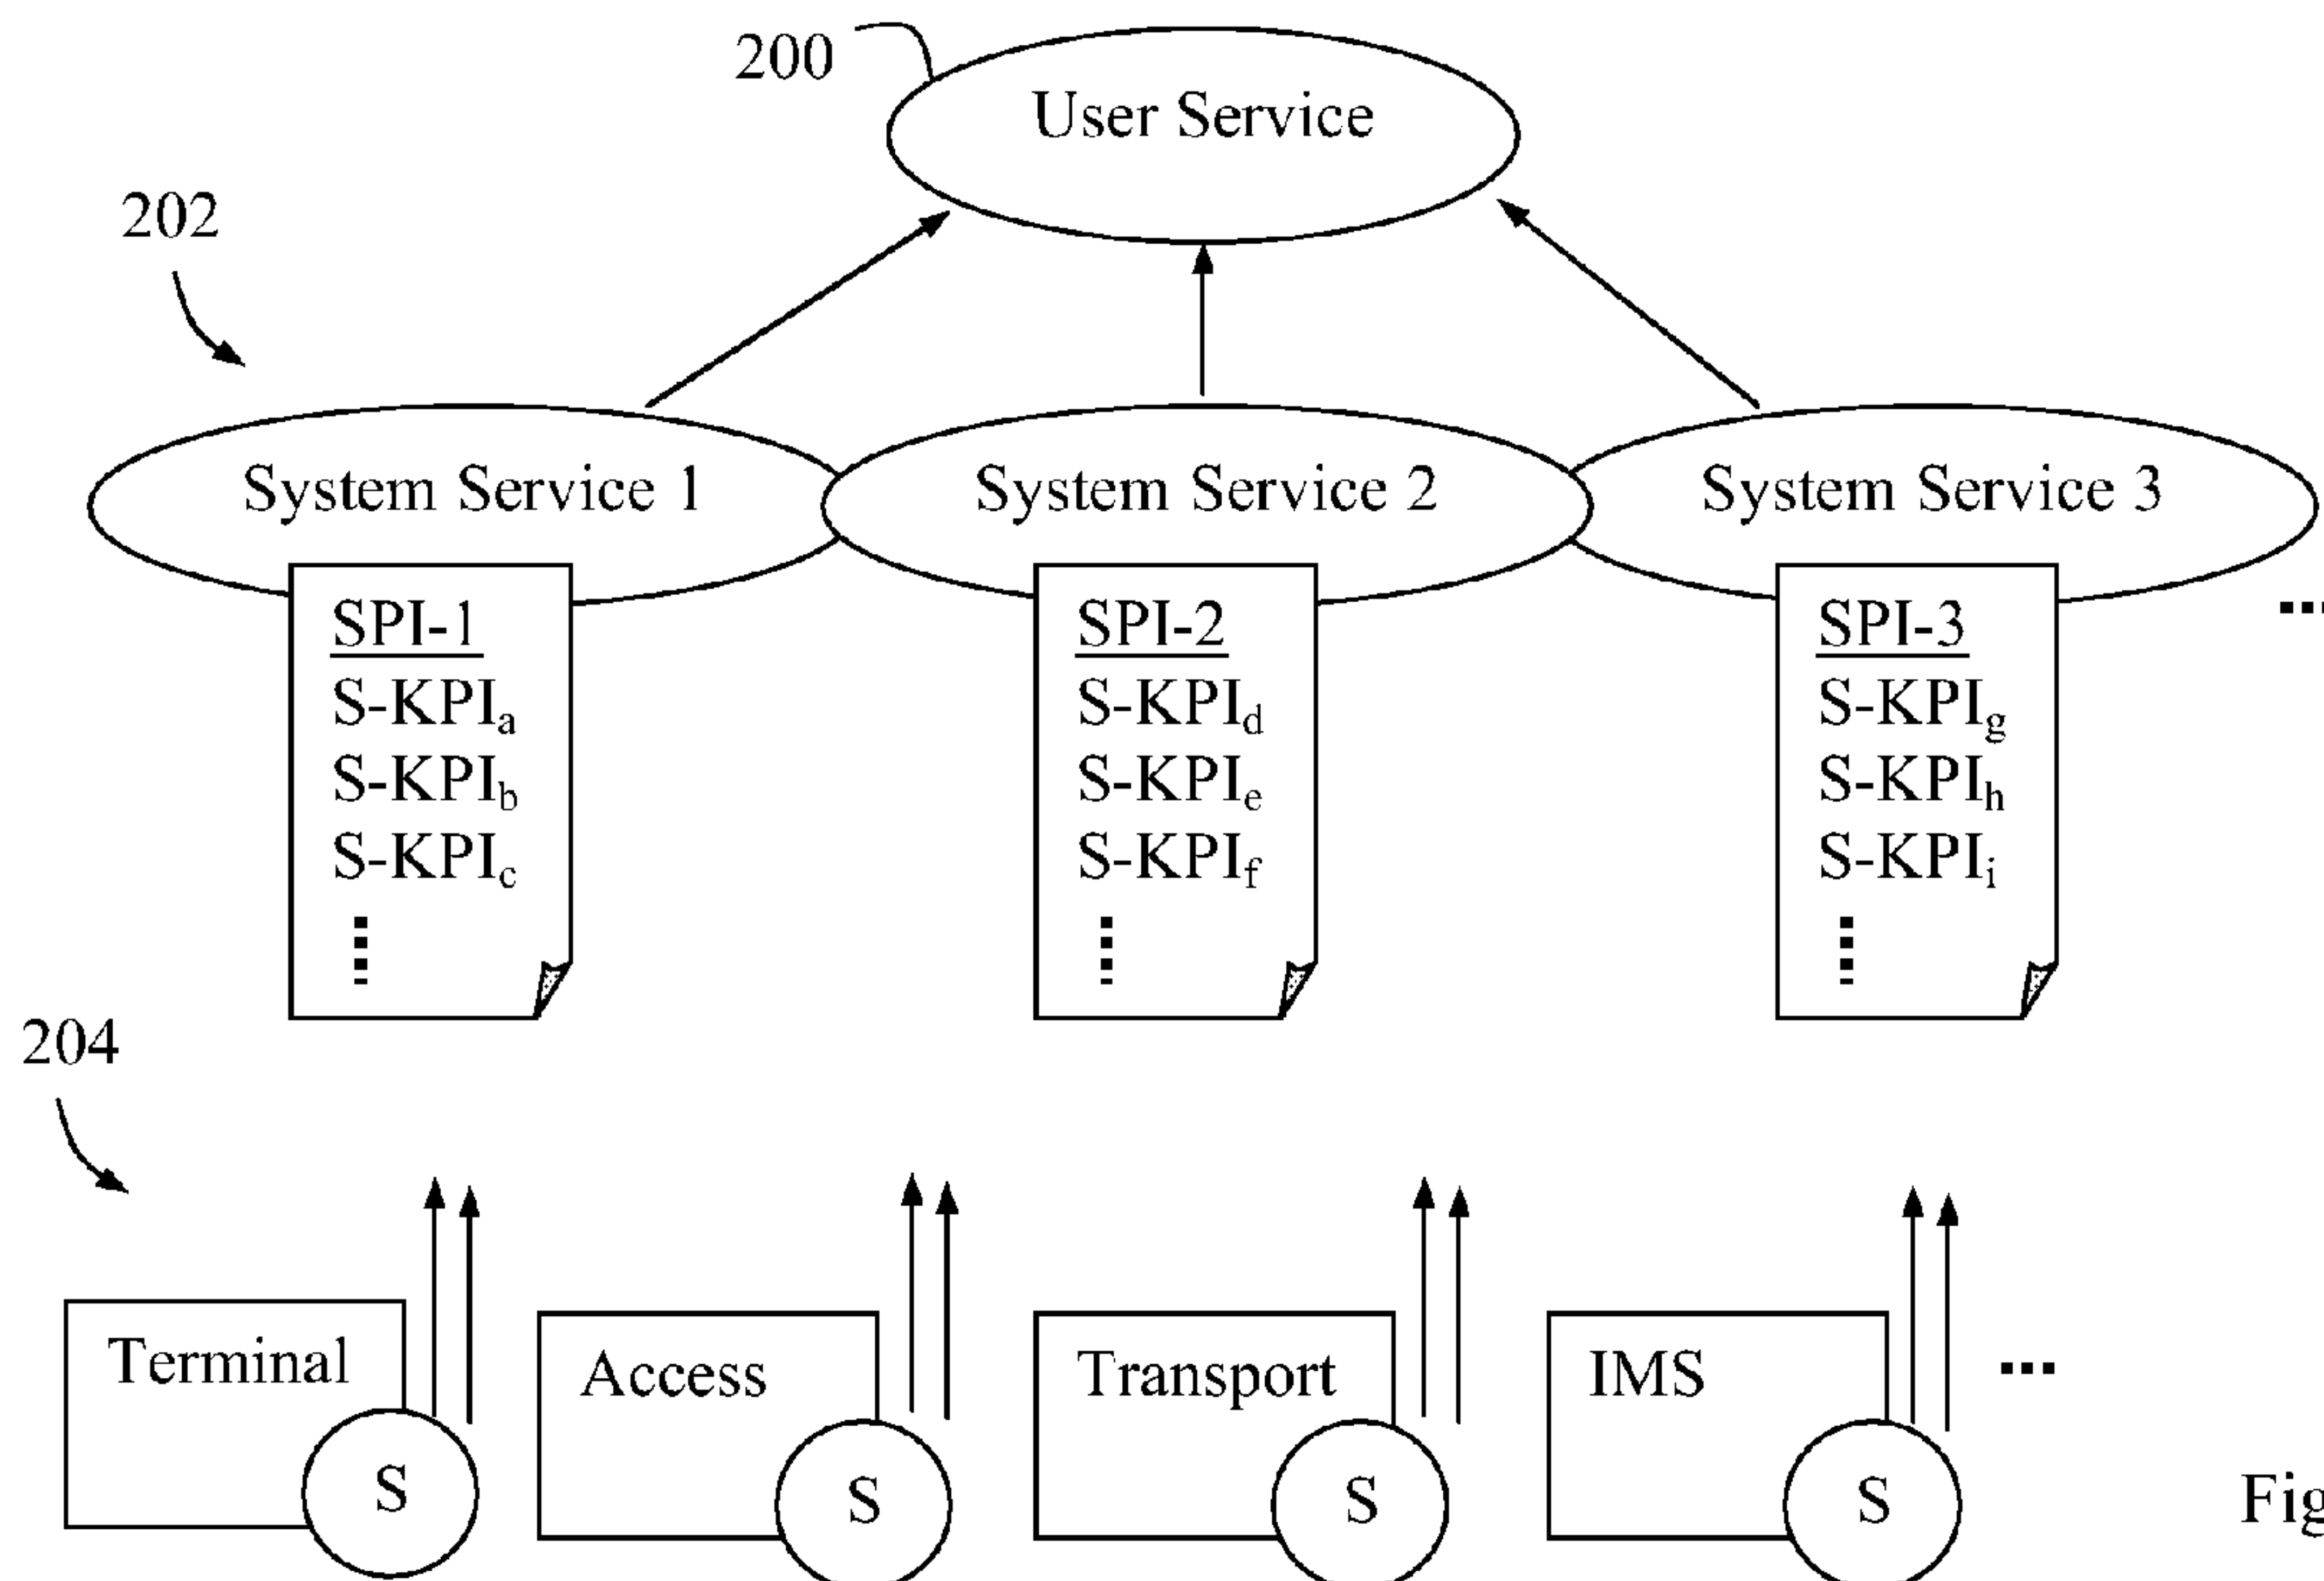 200
User Service
202
System Service 1
System Service 2
System Service 3
SPI-1
S-KPIa
S-KPIb
S-KPIc
SPI-2
S-KPId
S-KPIe
S-KPIf
SPI-3
S-KPIg
S-KPIh
S-KPIi
...
204
Terminal
S
Access
S
Transport
S
IMS
S
...
Fig